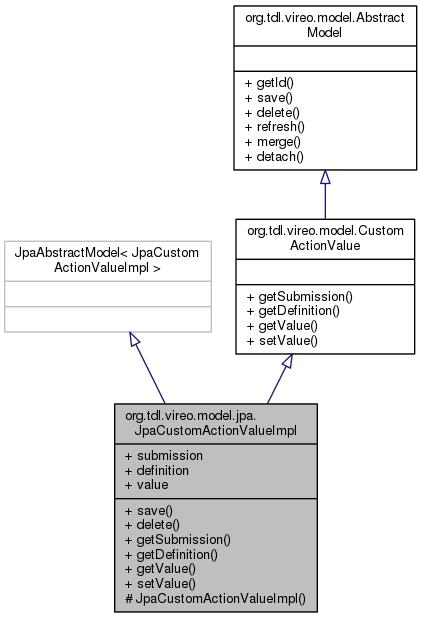 org.tdl.vireo.model.Abstract
Model
+ getId()
+ save()
+ delete()
+ refresh()
+ merge()
+ detach()
org.tdl.vireo.model.Custom
ActionValue
+ getSubmission()
+ getDefinition()
+ getValue()
+ setValue()
JpaAbstractModel< JpaCustom
ActionValueImpl >
org.tdl.vireo.model.jpa.
JpaCustomActionValueImpl
+ submission
+ definition
+ value
+ save()
+ delete()
+ getSubmission()
+ getDefinition()
+ getValue()
+ setValue()
# JpaCustomActionValueImpl()